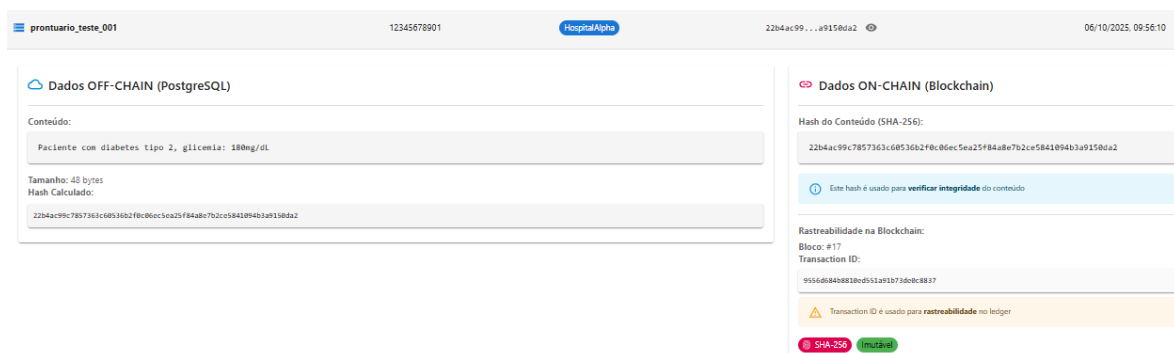 prontuario_teste_001 12345678901 HospitalAlpha 22b4ac99...a9150da2 06/10/2025, 09:56:10
Dados OFF-CHAIN (PostgreSQL)
Conteúdo:
Paciente com diabetes tipo 2, glicemia: 180mg/dL
Tamanho: 48 bytes
Hash Calculado:
22b4ac99c7857363c60536b2f0c06ec5ea25f84a8e7b2ce5841094b3a9150da2
Dados ON-CHAIN (Blockchain)
Hash do Conteúdo (SHA-256):
22b4ac99c7857363c60536b2f0c06ec5ea25f84a8e7b2ce5841094b3a9150da2
Este hash é usado para verificar integridade do conteúdo
Rastreabilidade na Blockchain:
Bloco: #17
Transaction ID:
9556d684b8810ed551a91b73de0c8837
Transaction ID é usado para rastreabilidade no ledger
SHA-256 Imutável